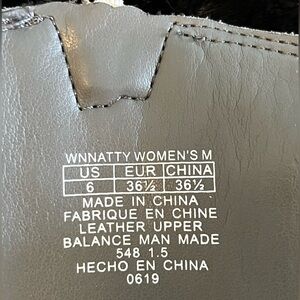 WNNATTY WOMEN'S M
US EUR CHINA
6 36½ 36½
MADE IN CHINA
FABRIQUE EN CHINE
LEATHER UPPER
BALANCE MAN MADE
548 1.5
HECHO EN CHINA
0619